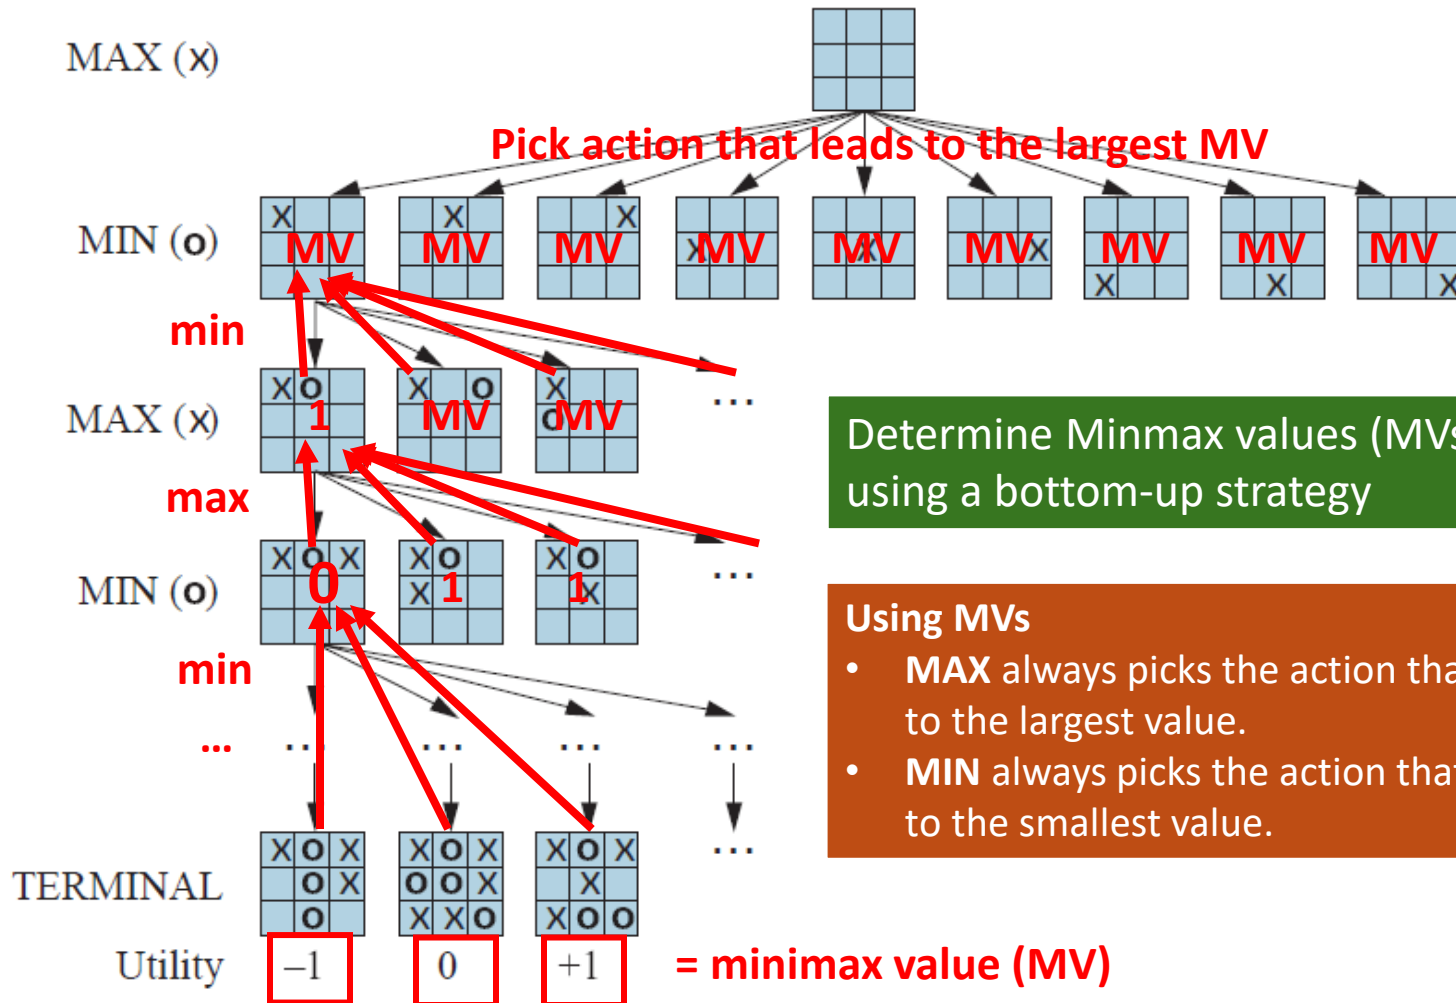 MAX (x)
Pick action that leads to the largest MV
MIN (o)
X X X X X X X X X
MV MV MV MV MV MV MV MV MV
min
MAX (x)
X O X O X O ...
1 MV MV
max
MIN (o)
X O X X O X X O X ...
0 1 1
min
... ... ... ... ...
TERMINAL
X O X X O X X O X ...
O X O O X X
O X X O X O O
Utility –1 0 +1 = minimax value (MV)
Determine Minmax values (MVs
using a bottom-up strategy
Using MVs
• MAX always picks the action tha
to the largest value.
• MIN always picks the action that
to the smallest value.